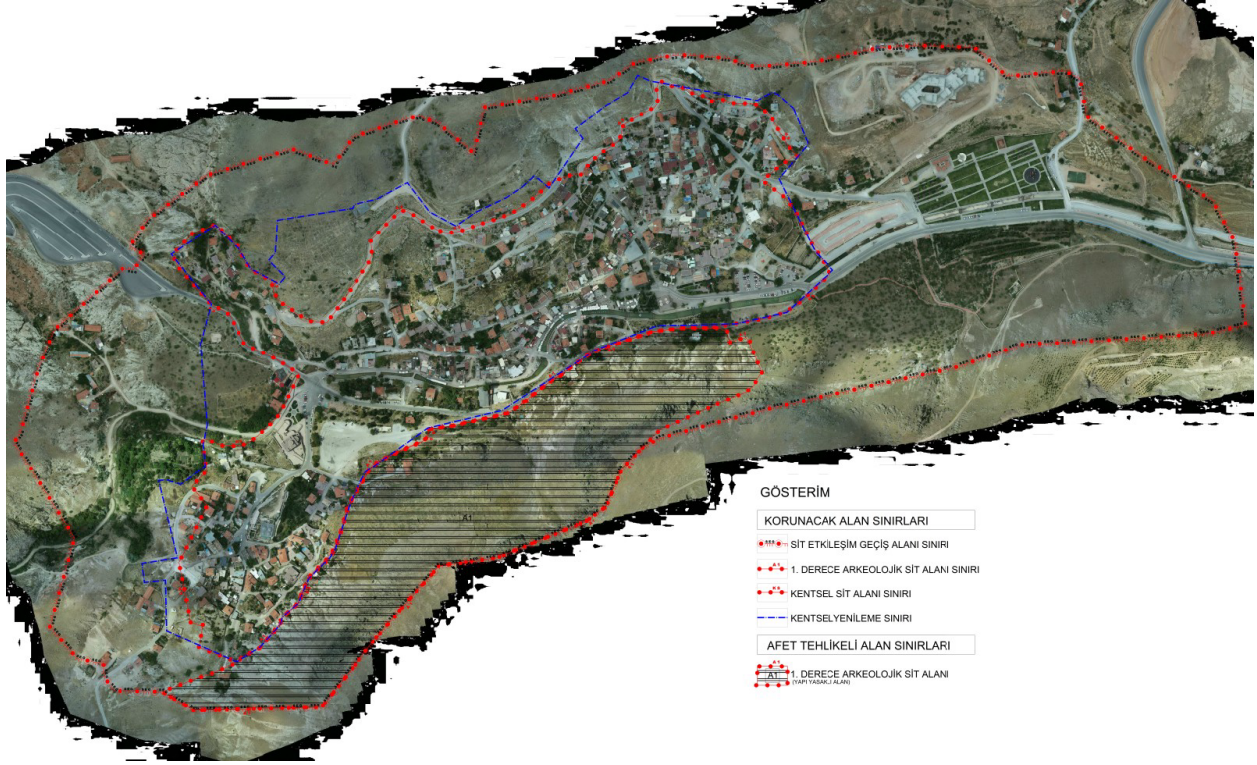 A1
GÖSTERİM
KORUNACAK ALAN SINIRLARI
SİT ETKİLEŞİM GEÇİŞ ALANI SINIRI
1. DERECE ARKEOLOJİK SİT ALANI SINIRI
KENTSEL SİT ALANI SINIRI
KENTSELYENİLEME SINIRI
AFET TEHLİKELİ ALAN SINIRLARI
A1 1. DERECE ARKEOLOJİK SİT ALANI
(YAPI YASAKLI ALAN)